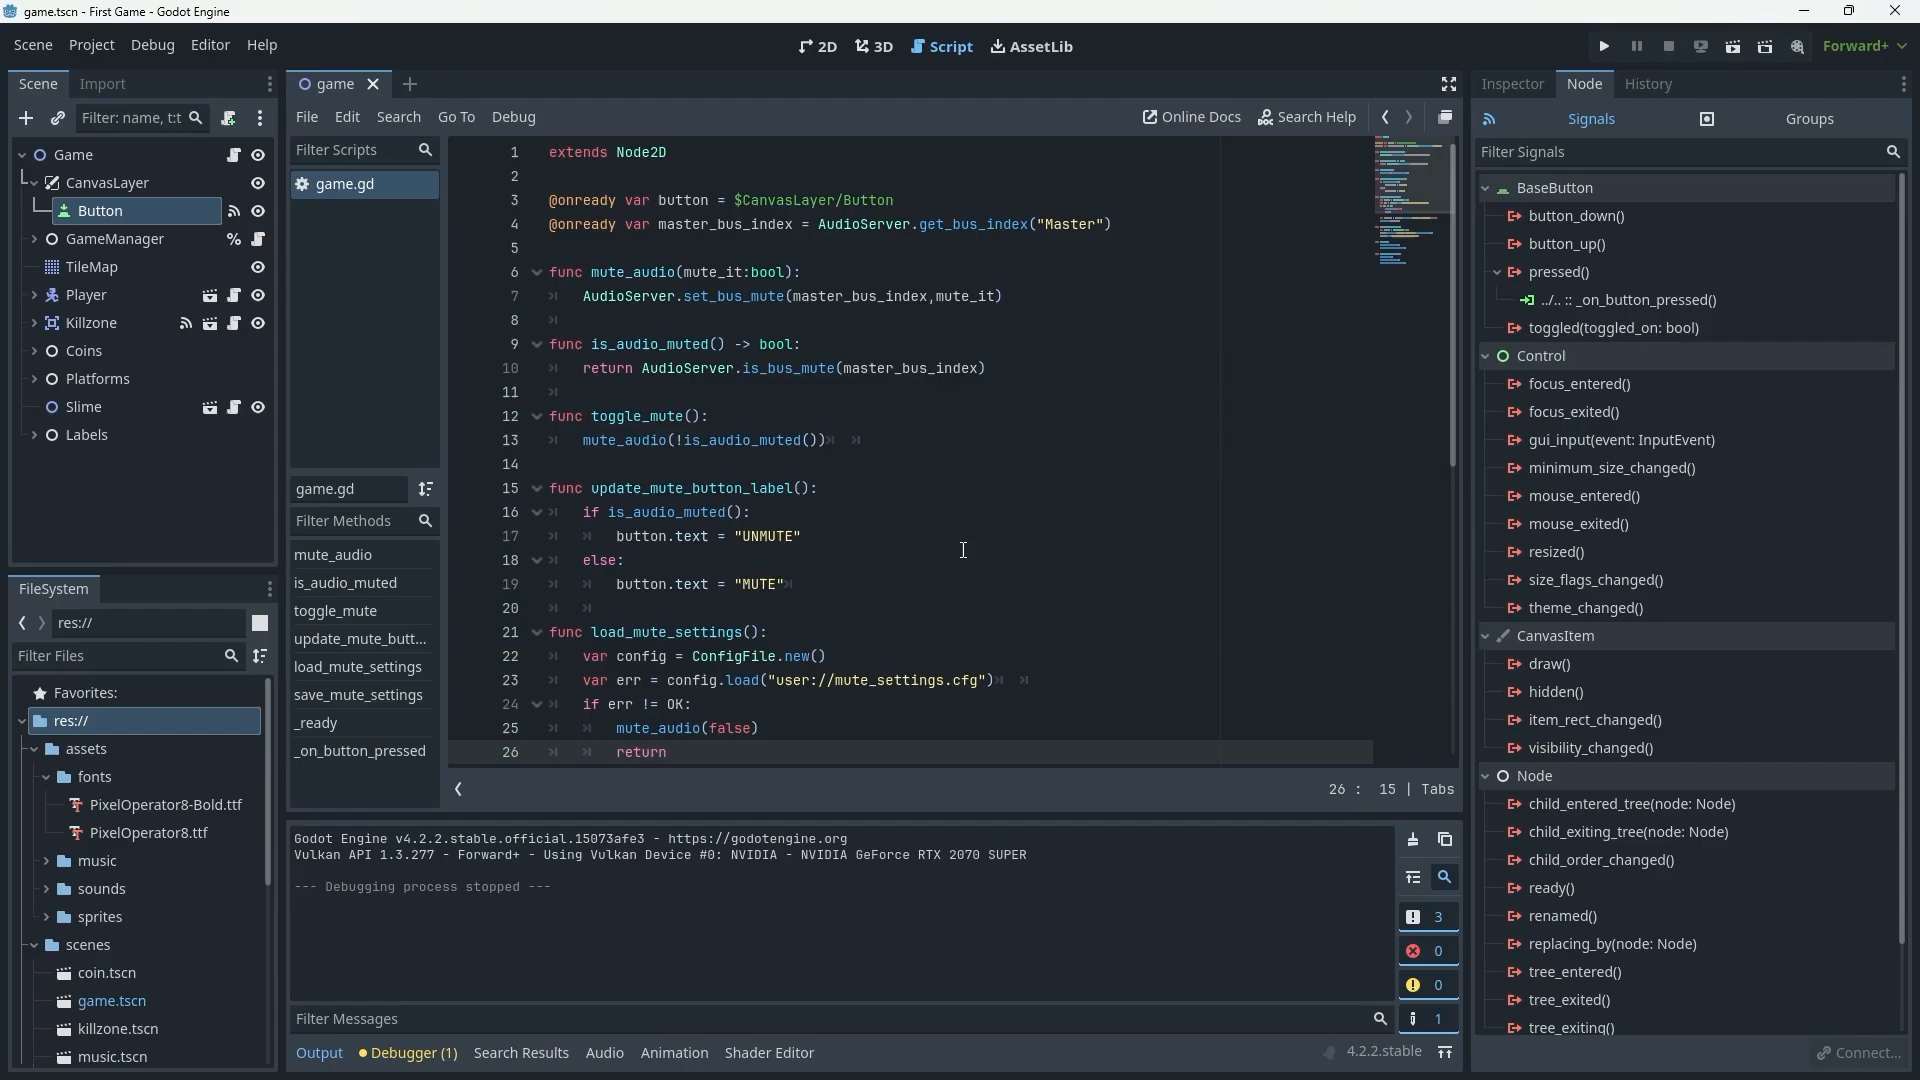 game.tscn - First Game - Godot Engine
Scene Project Debug Editor Help
2D 3D Script AssetLib
Forward+
Scene Import
Filter: name, t:t
Game
CanvasLayer
Button
GameManager
%
TileMap
Player
Killzone
Coins
Platforms
Slime
Labels
FileSystem
res://
Filter Files
Favorites:
res://
assets
fonts
PixelOperator8-Bold.ttf
PixelOperator8.ttf
music
sounds
sprites
scenes
coin.tscn
game.tscn
killzone.tscn
music.tscn
game
File Edit Search Go To Debug
Online Docs Search Help
Filter Scripts
game.gd
game.gd
Filter Methods
mute_audio
is_audio_muted
toggle_mute
update_mute_butt...
load_mute_settings
save_mute_settings
_ready
_on_button_pressed
1 extends Node2D
2
3 @onready var button = $CanvasLayer/Button
4 @onready var master_bus_index = AudioServer.get_bus_index("Master")
5
6 func mute_audio(mute_it:bool):
7 AudioServer.set_bus_mute(master_bus_index,mute_it)
8
9 func is_audio_muted() -> bool:
10 return AudioServer.is_bus_mute(master_bus_index)
11
12 func toggle_mute():
13 mute_audio(!is_audio_muted())
14
15 func update_mute_button_label():
16 if is_audio_muted():
17 button.text = "UNMUTE"
18 else:
19 button.text = "MUTE"
20
21 func load_mute_settings():
22 var config = ConfigFile.new()
23 var err = config.load("user://mute_settings.cfg")
24 if err != OK:
25 mute_audio(false)
26 return
26 : 15 | Tabs
Godot Engine v4.2.2.stable.official.15073afe3 - https://godotengine.org
Vulkan API 1.3.277 - Forward+ - Using Vulkan Device #0: NVIDIA - NVIDIA GeForce RTX 2070 SUPER
--- Debugging process stopped ---
3
0
0
1
Filter Messages
Output Debugger (1) Search Results Audio Animation Shader Editor
4.2.2.stable
Inspector Node History
Signals Groups
Filter Signals
BaseButton
button_down()
button_up()
pressed()
../.. :: _on_button_pressed()
toggled(toggled_on: bool)
Control
focus_entered()
focus_exited()
gui_input(event: InputEvent)
minimum_size_changed()
mouse_entered()
mouse_exited()
resized()
size_flags_changed()
theme_changed()
CanvasItem
draw()
hidden()
item_rect_changed()
visibility_changed()
Node
child_entered_tree(node: Node)
child_exiting_tree(node: Node)
child_order_changed()
ready()
renamed()
replacing_by(node: Node)
tree_entered()
tree_exited()
tree_exiting()
Connect...